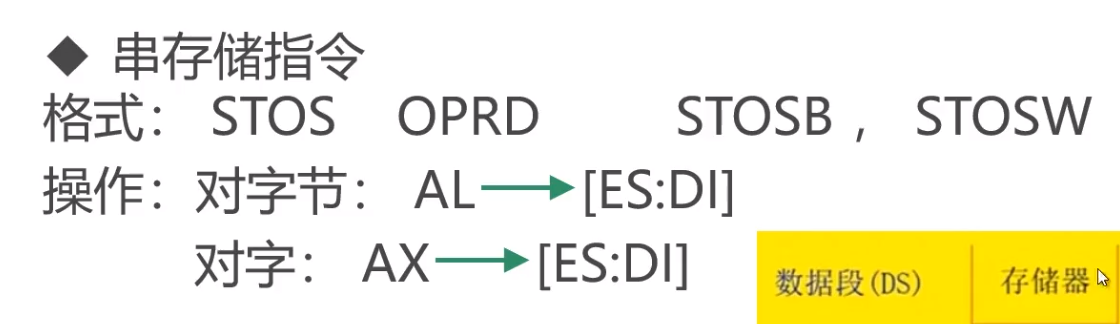 ◆ 串存储指令
格式： STOS OPRD STOSB ， STOSW
操作：对字节： AL→[ES:DI]
对字： AX→[ES:DI]
数据段(DS) 存储器